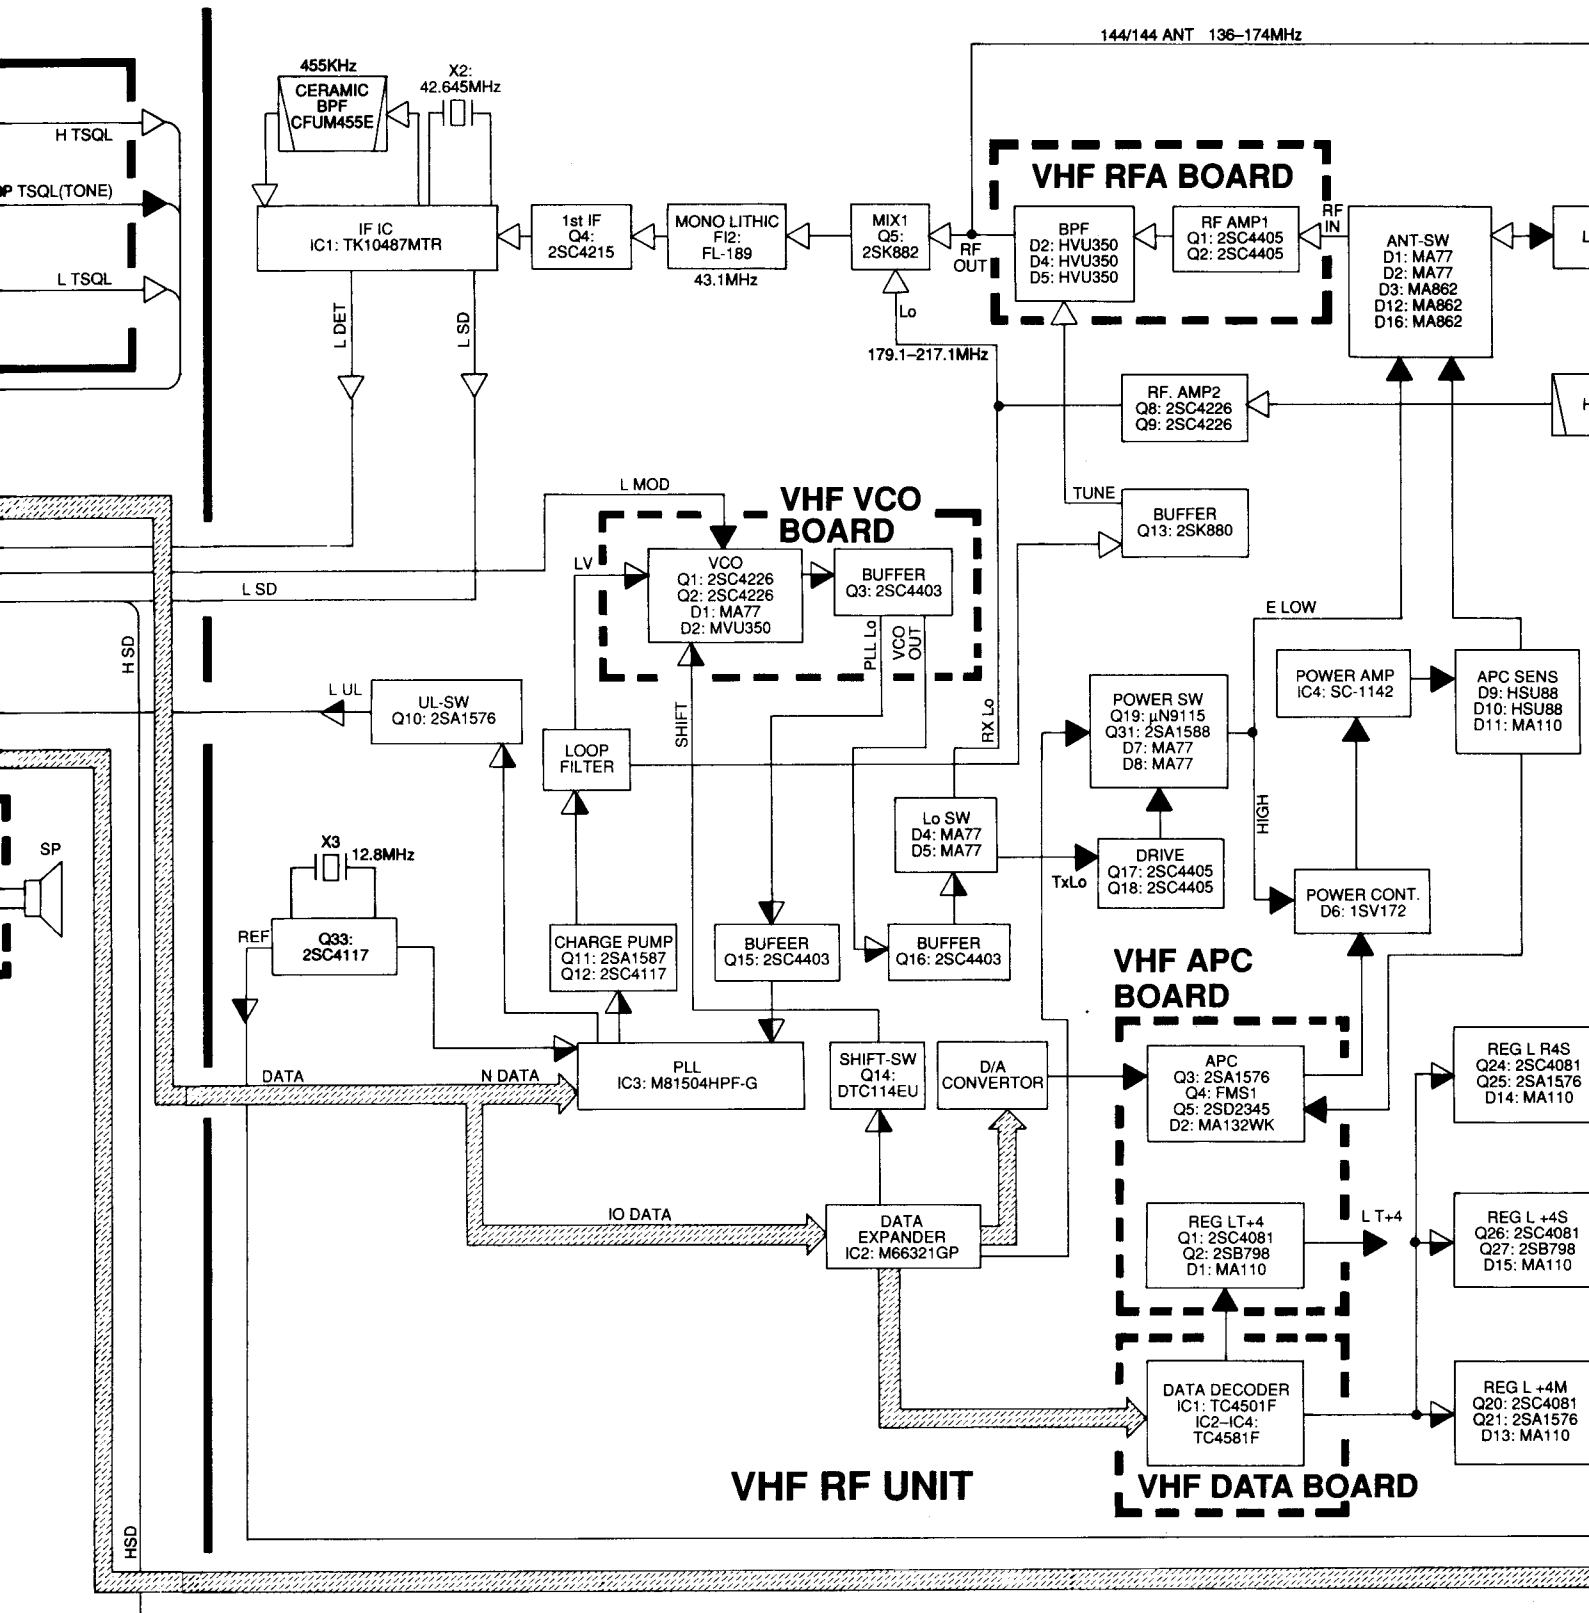 144/144 ANT 136–174MHz
455KHz
CERAMIC
BPF
CFUM455E
X2:
42.645MHz
H TSQL
TSQL(TONE)
L TSQL
IF IC
IC1: TK10487MTR
1st IF
Q4:
2SC4215
MONO LITHIC
FI2:
FL-189
43.1MHz
MIX1
Q5:
2SK882
RF
OUT
Lo
179.1–217.1MHz
VHF RFA BOARD
BPF
D2: HVU350
D4: HVU350
D5: HVU350
RF AMP1
Q1: 2SC4405
Q2: 2SC4405
RF
IN
ANT-SW
D1: MA77
D2: MA77
D3: MA862
D12: MA862
D16: MA862
L
H
L DET
L SD
RF. AMP2
Q8: 2SC4226
Q9: 2SC4226
TUNE
BUFFER
Q13: 2SK880
L MOD
VHF VCO
BOARD
LV
VCO
Q1: 2SC4226
Q2: 2SC4226
D1: MA77
D2: MVU350
BUFFER
Q3: 2SC4403
PLL Lo
VCO
OUT
L SD
H SD
E LOW
L UL
UL-SW
Q10: 2SA1576
LOOP
FILTER
SHIFT
RX Lo
POWER SW
Q19: µN9115
Q31: 2SA1588
D7: MA77
D8: MA77
POWER AMP
IC4: SC-1142
APC SENS
D9: HSU88
D10: HSU88
D11: MA110
HIGH
Lo SW
D4: MA77
D5: MA77
TxLo
DRIVE
Q17: 2SC4405
Q18: 2SC4405
POWER CONT.
D6: 1SV172
SP
X3
12.8MHz
REF
Q33:
2SC4117
CHARGE PUMP
Q11: 2SA1587
Q12: 2SC4117
BUFEER
Q15: 2SC4403
BUFFER
Q16: 2SC4403
VHF APC
BOARD
DATA
N DATA
PLL
IC3: M81504HPF-G
SHIFT-SW
Q14:
DTC114EU
D/A
CONVERTOR
APC
Q3: 2SA1576
Q4: FMS1
Q5: 2SD2345
D2: MA132WK
REG L R4S
Q24: 2SC4081
Q25: 2SA1576
D14: MA110
IO DATA
DATA
EXPANDER
IC2: M66321GP
REG LT+4
Q1: 2SC4081
Q2: 2SB798
D1: MA110
L T+4
REG L +4S
Q26: 2SC4081
Q27: 2SB798
D15: MA110
DATA DECODER
IC1: TC4501F
IC2–IC4:
TC4581F
REG L +4M
Q20: 2SC4081
Q21: 2SA1576
D13: MA110
VHF RF UNIT
VHF DATA BOARD
HSD